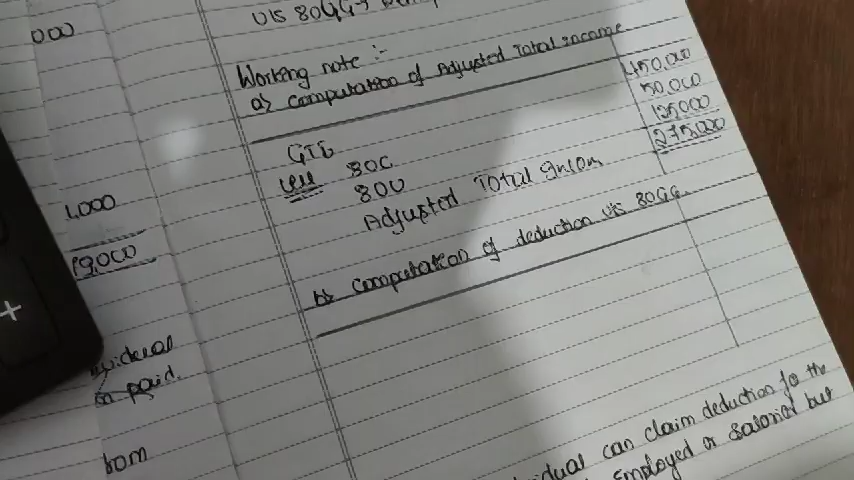 000
U/S 80GG
Working note :-
a> Computation of Adjusted Total Income
GTI 450,000
Less 80C 50,000
80U 125,000
Adjusted Total Income 275,000
b> Computation of deduction U/S 80GG.
1,000
19,000
paid.
can claim deduction for the
Employed or salaried but